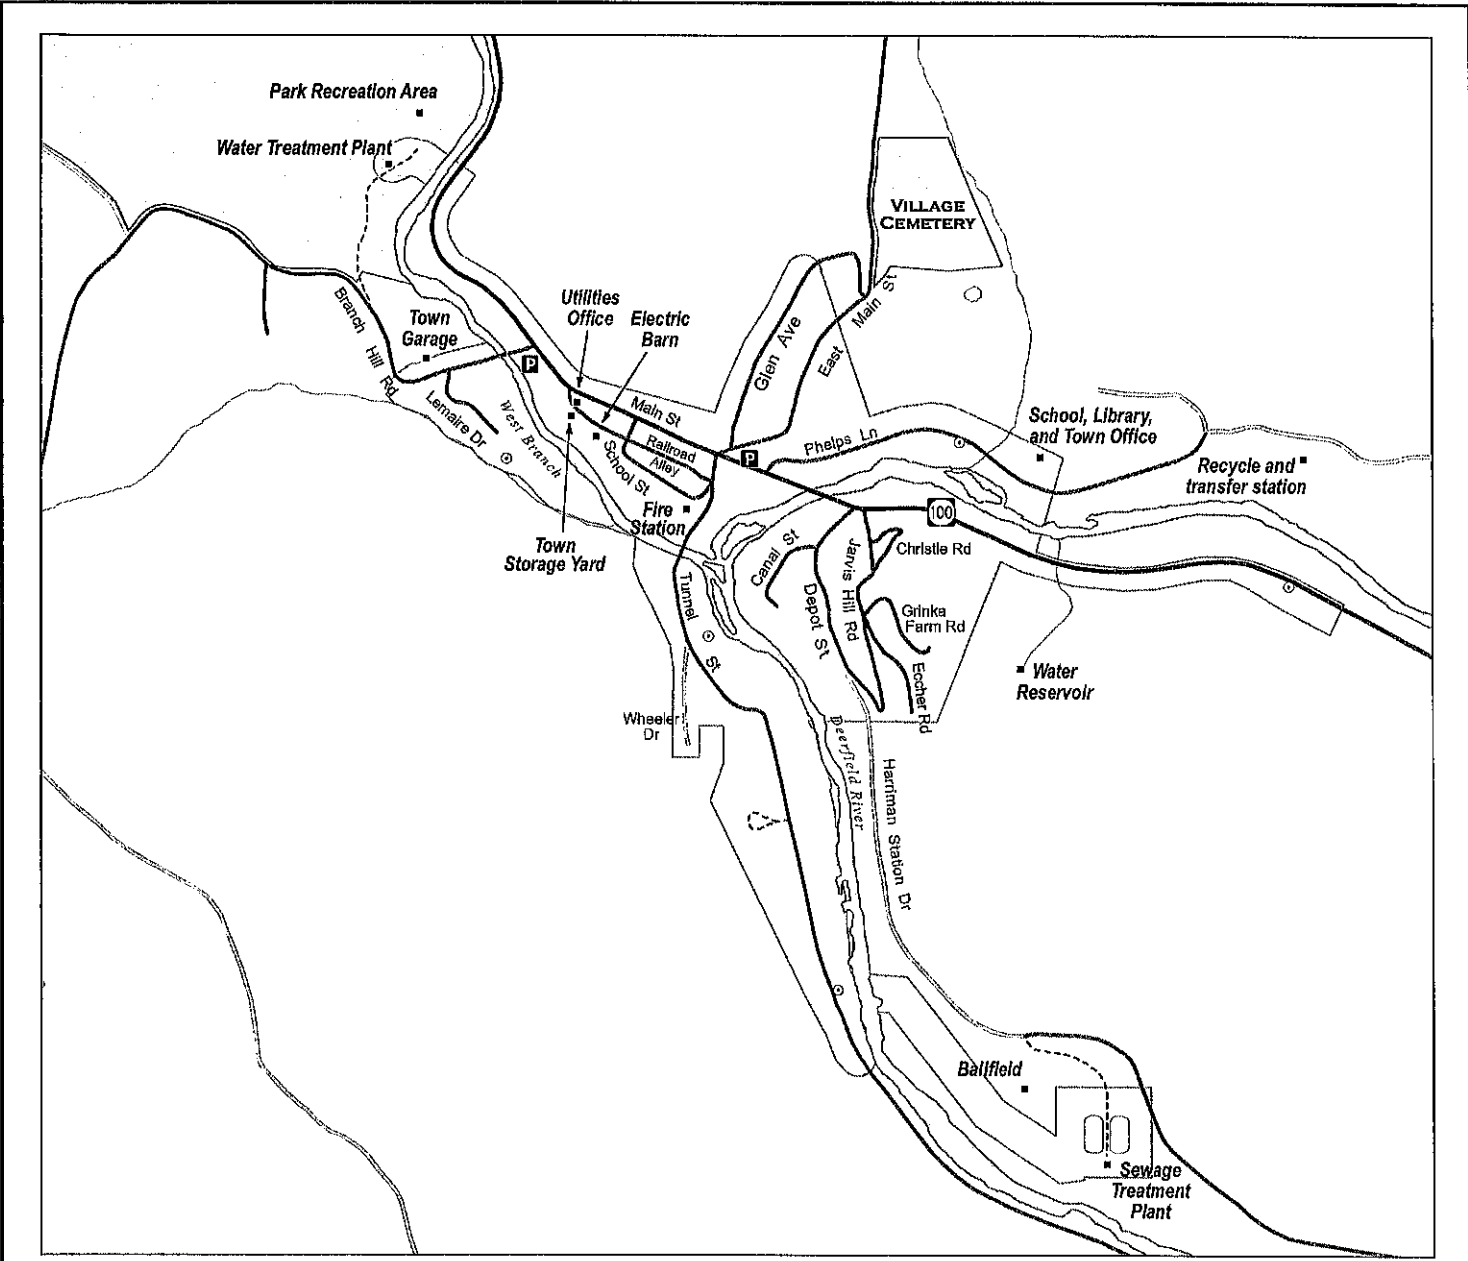 Park Recreation Area
Water Treatment Plant
VILLAGE
CEMETERY
Branch Hill Rd
Town
Garage
Utilities
Office
Electric
Barn
P
Glen Ave
East Main St
Lemaire Dr
West Branch
Main St
Railroad
Alley
School St
P
Phelps Ln
School, Library,
and Town Office
Recycle and
transfer station
Fire
Station
100
Town
Storage Yard
Canal St
Jarvis Hill Rd
Christie Rd
Tunnel St
Depot St
Grinka
Farm Rd
Eccher Rd
Water
Reservoir
Wheeler
Dr
Deerfield River
Harriman Station Dr
Ballfield
Sewage
Treatment
Plant